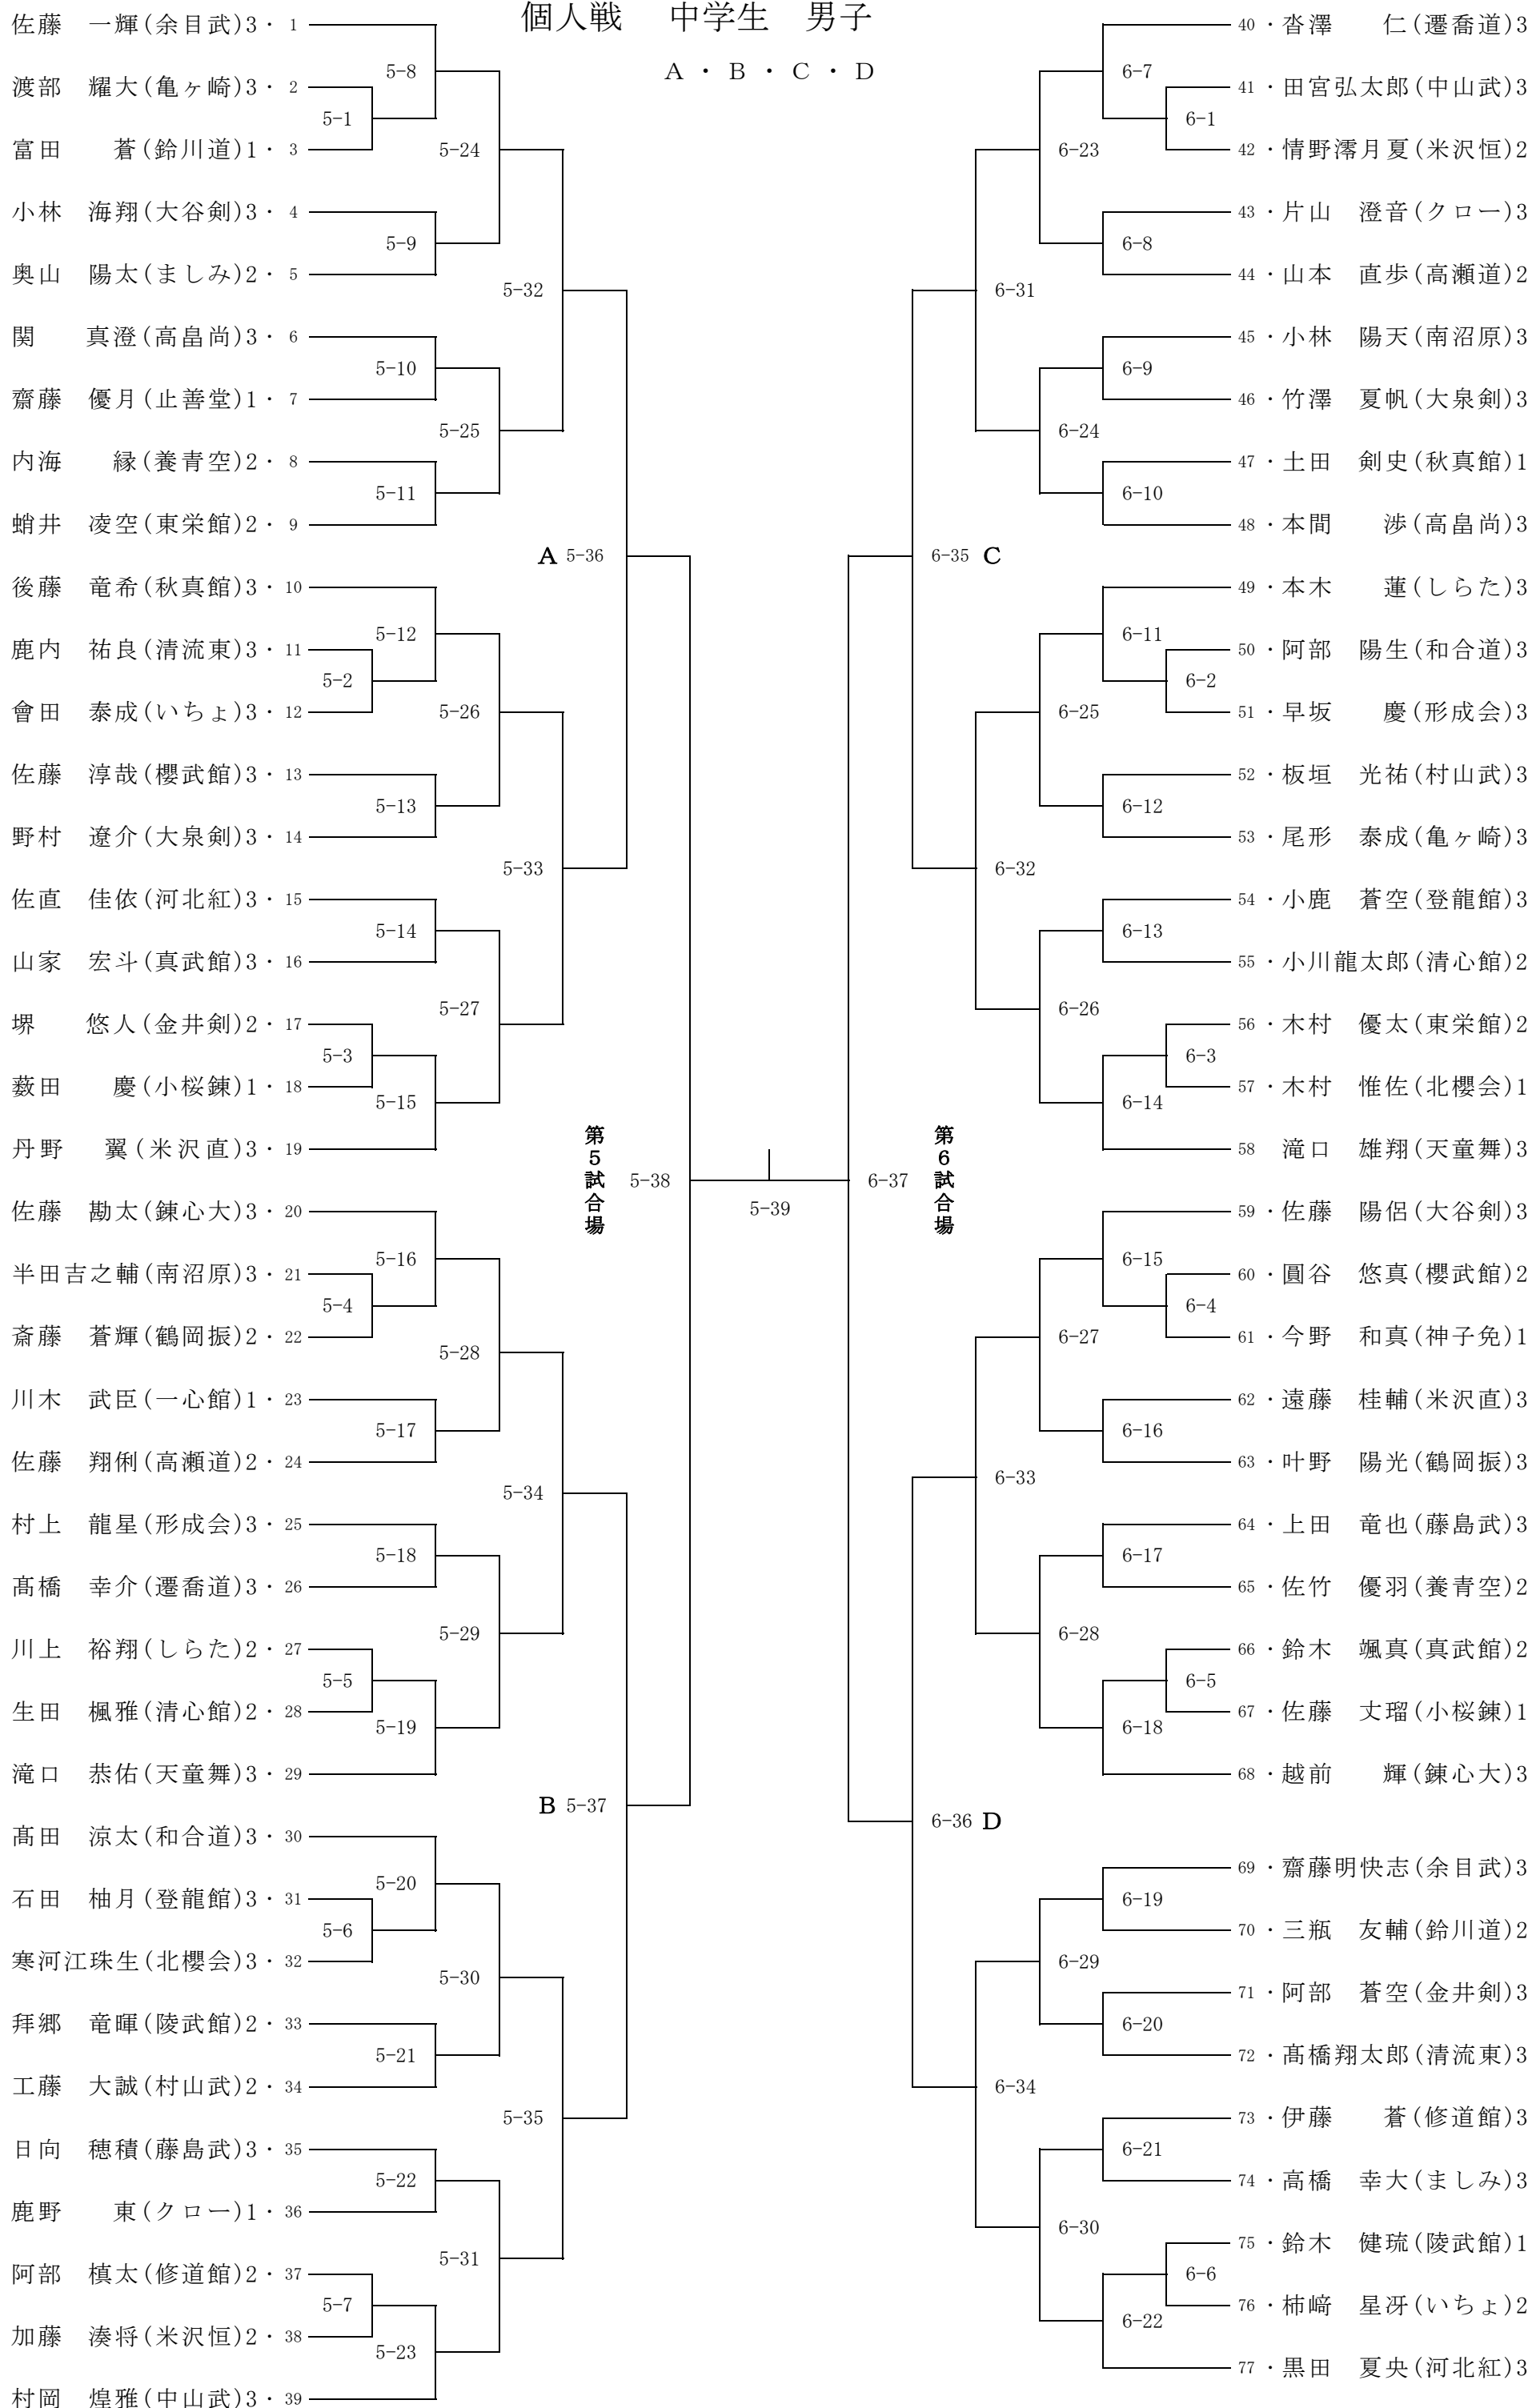 個人戦　中学生　男子
A ・ B ・ C ・ D
佐藤　一輝(余目武)3・ 1
渡部　耀大(亀ヶ崎)3・ 2
富田　　蒼(鈴川道)1・ 3
小林　海翔(大谷剣)3・ 4
奥山　陽太(ましみ)2・ 5
関　　真澄(高畠尚)3・ 6
齋藤　優月(止善堂)1・ 7
内海　　縁(養青空)2・ 8
蛸井　凌空(東栄館)2・ 9
後藤　竜希(秋真館)3・ 10
鹿内　祐良(清流東)3・ 11
會田　泰成(いちょ)3・ 12
佐藤　淳哉(櫻武館)3・ 13
野村　遼介(大泉剣)3・ 14
佐直　佳依(河北紅)3・ 15
山家　宏斗(真武館)3・ 16
堺　　悠人(金井剣)2・ 17
薮田　　慶(小桜錬)1・ 18
丹野　　翼(米沢直)3・ 19
佐藤　勘太(錬心大)3・ 20
半田吉之輔(南沼原)3・ 21
斎藤　蒼輝(鶴岡振)2・ 22
川木　武臣(一心館)1・ 23
佐藤　翔俐(高瀬道)2・ 24
村上　龍星(形成会)3・ 25
髙橋　幸介(遷喬道)3・ 26
川上　裕翔(しらた)2・ 27
生田　楓雅(清心館)2・ 28
滝口　恭佑(天童舞)3・ 29
髙田　涼太(和合道)3・ 30
石田　柚月(登龍館)3・ 31
寒河江珠生(北櫻会)3・ 32
拜郷　竜暉(陵武館)2・ 33
工藤　大誠(村山武)2・ 34
日向　穂積(藤島武)3・ 35
鹿野　　東(クロー)1・ 36
阿部　槙太(修道館)2・ 37
加藤　湊将(米沢恒)2・ 38
村岡　煌雅(中山武)3・ 39
5-1
5-2
5-3
5-4
5-5
5-6
5-7
5-8
5-9
5-10
5-11
5-12
5-13
5-14
5-15
5-16
5-17
5-18
5-19
5-20
5-21
5-22
5-23
5-24
5-25
5-26
5-27
5-28
5-29
5-30
5-31
5-32
5-33
5-34
5-35
A 5-36
B 5-37
第5試合場
5-38
5-39
6-37
第6試合場
6-35 C
6-36 D
6-31
6-32
6-33
6-34
6-23
6-24
6-25
6-26
6-27
6-28
6-29
6-30
6-7
6-8
6-9
6-10
6-11
6-12
6-13
6-14
6-15
6-16
6-17
6-18
6-19
6-20
6-21
6-22
6-1
6-2
6-3
6-4
6-5
6-6
40 ・沓澤　　仁(遷喬道)3
41 ・田宮弘太郎(中山武)3
42 ・情野澪月夏(米沢恒)2
43 ・片山　澄音(クロー)3
44 ・山本　直歩(高瀬道)2
45 ・小林　陽天(南沼原)3
46 ・竹澤　夏帆(大泉剣)3
47 ・土田　剣史(秋真館)1
48 ・本間　　渉(高畠尚)3
49 ・本木　　蓮(しらた)3
50 ・阿部　陽生(和合道)3
51 ・早坂　　慶(形成会)3
52 ・板垣　光祐(村山武)3
53 ・尾形　泰成(亀ヶ崎)3
54 ・小鹿　蒼空(登龍館)3
55 ・小川龍太郎(清心館)2
56 ・木村　優太(東栄館)2
57 ・木村　惟佐(北櫻会)1
58 　滝口　雄翔(天童舞)3
59 ・佐藤　陽侶(大谷剣)3
60 ・圓谷　悠真(櫻武館)2
61 ・今野　和真(神子免)1
62 ・遠藤　桂輔(米沢直)3
63 ・叶野　陽光(鶴岡振)3
64 ・上田　竜也(藤島武)3
65 ・佐竹　優羽(養青空)2
66 ・鈴木　颯真(真武館)2
67 ・佐藤　丈瑠(小桜錬)1
68 ・越前　　輝(錬心大)3
69 ・齋藤明快志(余目武)3
70 ・三瓶　友輔(鈴川道)2
71 ・阿部　蒼空(金井剣)3
72 ・髙橋翔太郎(清流東)3
73 ・伊藤　　蒼(修道館)3
74 ・高橋　幸大(ましみ)3
75 ・鈴木　健琉(陵武館)1
76 ・柿﨑　星冴(いちょ)2
77 ・黒田　夏央(河北紅)3